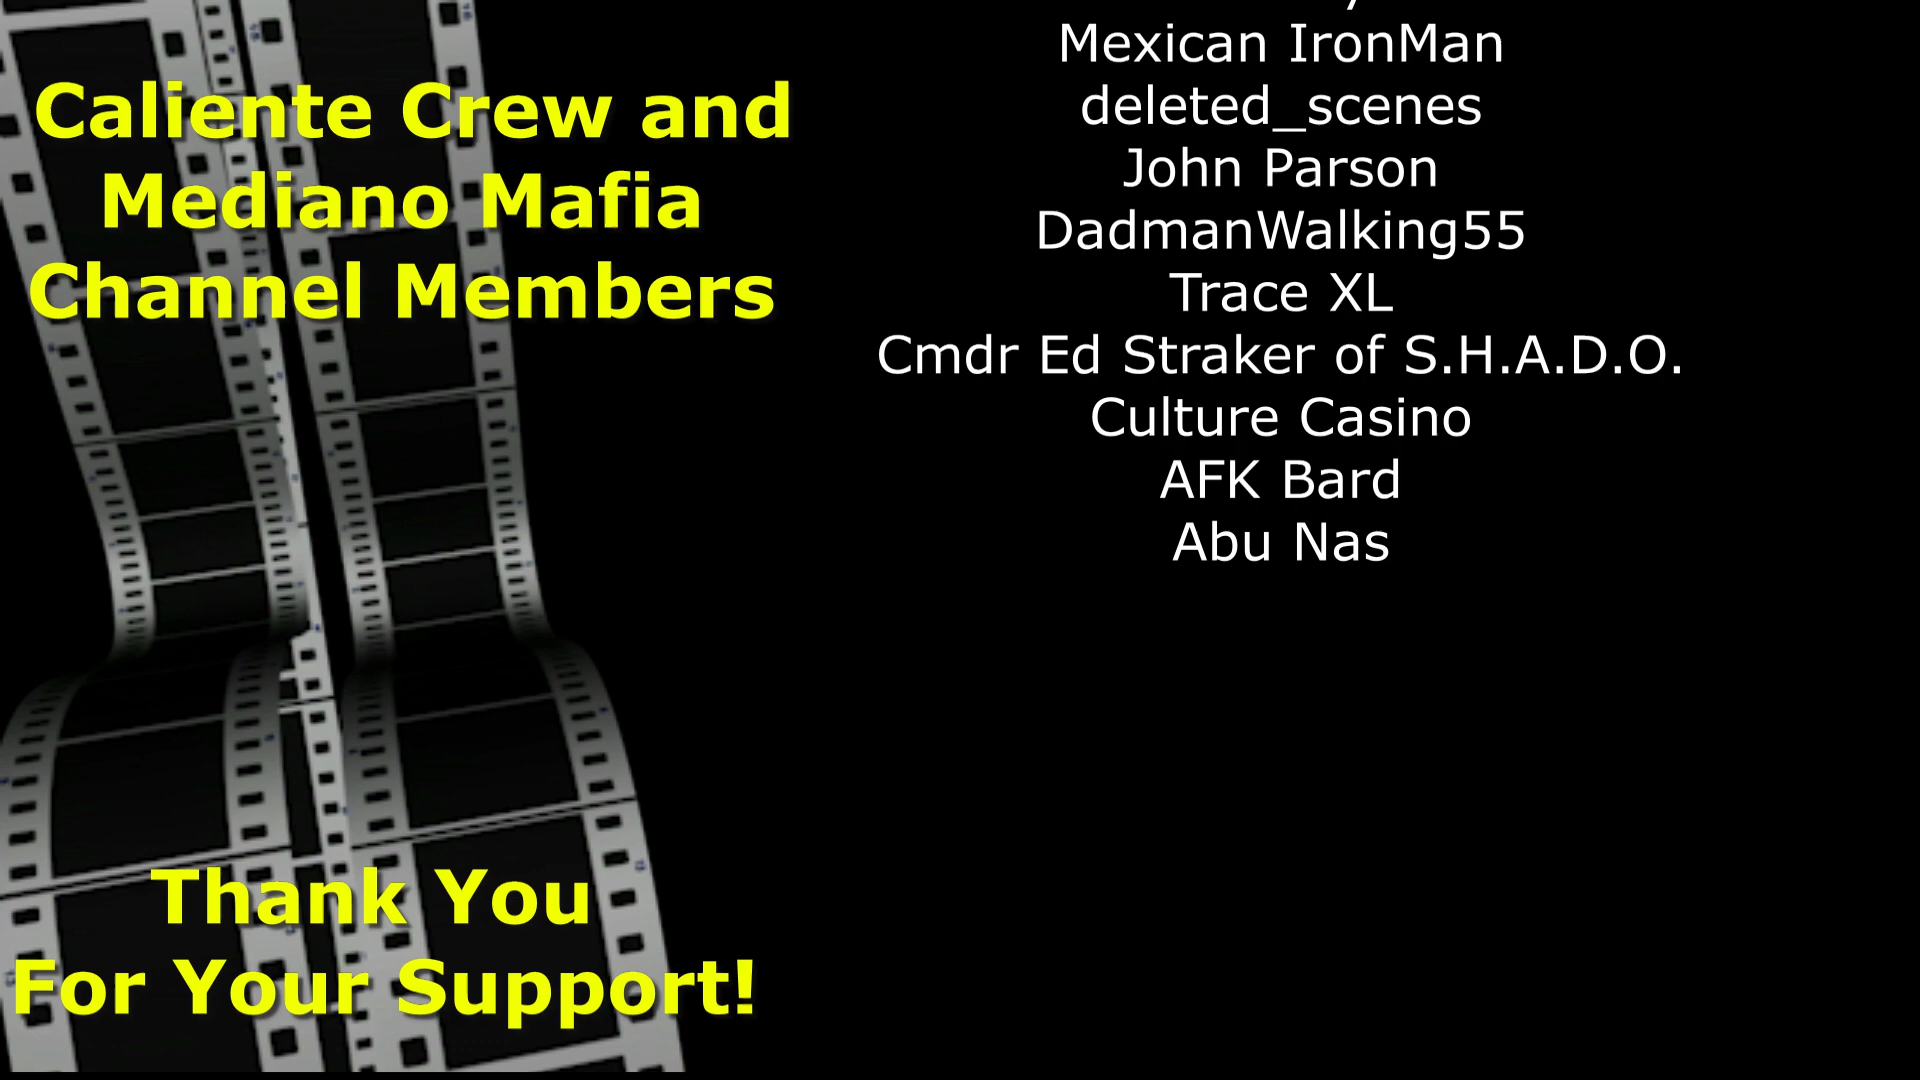 Caliente Crew and
Mediano Mafia
Channel Members
Thank You
For Your Support!
Mexican IronMan
deleted_scenes
John Parson
DadmanWalking55
Trace XL
Cmdr Ed Straker of S.H.A.D.O.
Culture Casino
AFK Bard
Abu Nas